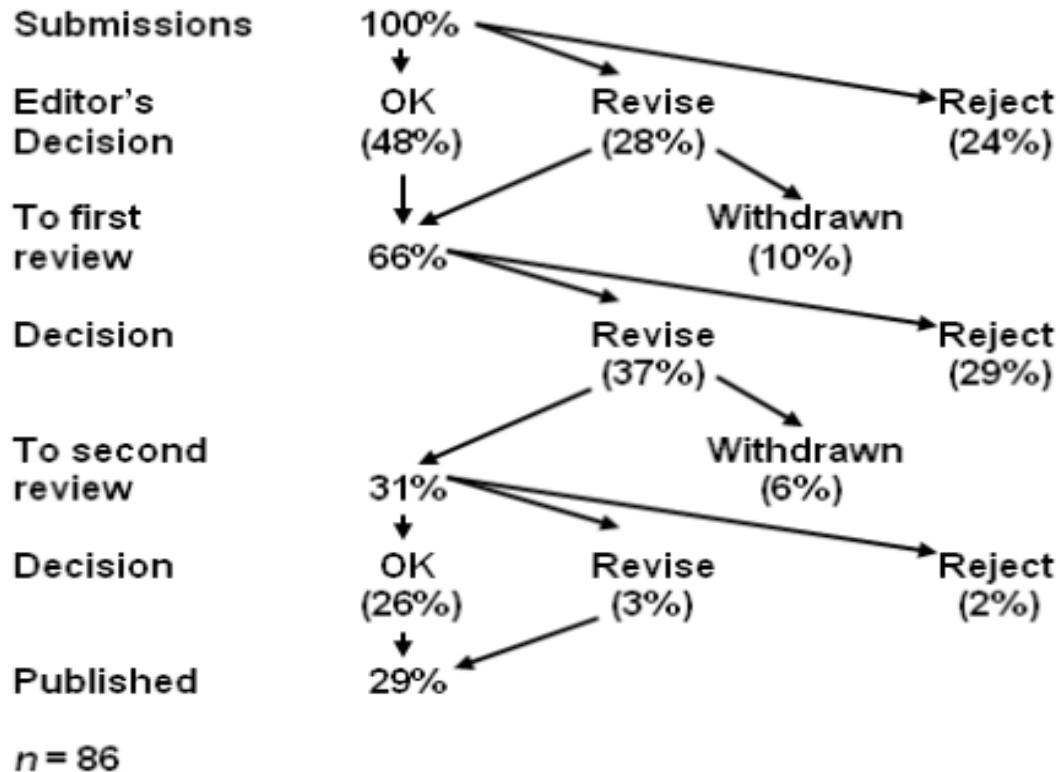 Submissions 100%
Editor's OK Revise Reject
Decision (48%) (28%) (24%)
To first Withdrawn
review 66% (10%)
Decision Revise Reject
(37%) (29%)
To second Withdrawn
review 31% (6%)
Decision OK Revise Reject
(26%) (3%) (2%)
Published 29%
n = 86